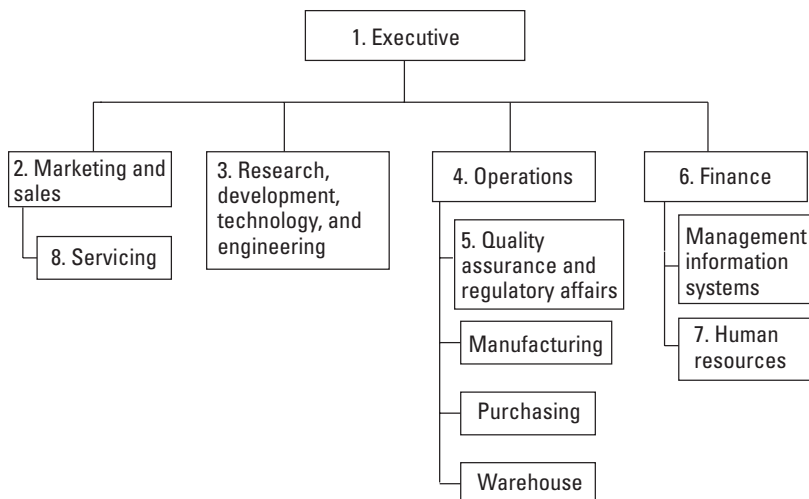 1. Executive
2. Marketing and
sales
8. Servicing
3. Research,
development,
technology, and
engineering
4. Operations
5. Quality
assurance and
regulatory affairs
Manufacturing
Purchasing
Warehouse
6. Finance
Management
information
systems
7. Human
resources